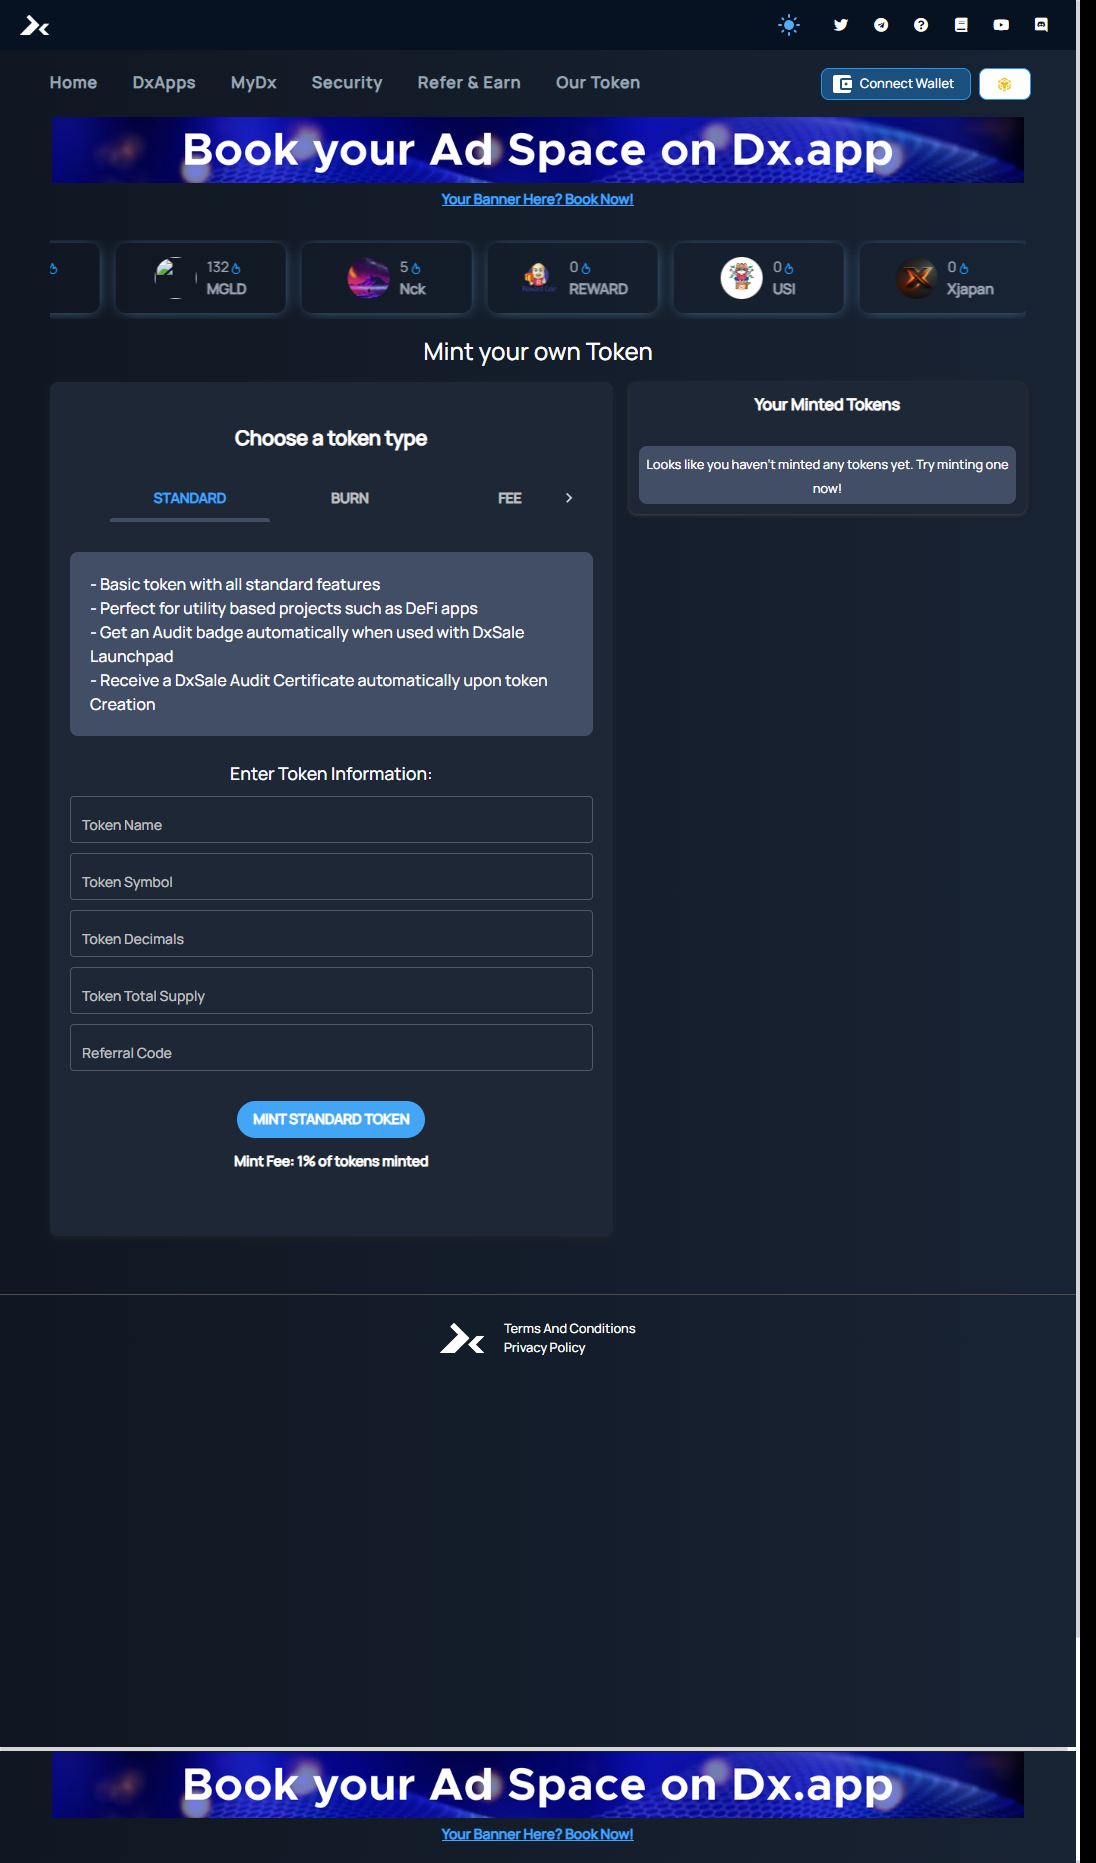 Home DxApps MyDx Security Refer & Earn Our Token Connect Wallet
Book your Ad Space on Dx.app
Your Banner Here? Book Now!
132
MGLD
5
Nck
0
REWARD
0
USI
0
Xjapan
Mint your own Token
Choose a token type
STANDARD BURN FEE
- Basic token with all standard features
- Perfect for utility based projects such as DeFi apps
- Get an Audit badge automatically when used with DxSale
Launchpad
- Receive a DxSale Audit Certificate automatically upon token
Creation
Enter Token Information:
Token Name
Token Symbol
Token Decimals
Token Total Supply
Referral Code
MINT STANDARD TOKEN
Mint Fee: 1% of tokens minted
Your Minted Tokens
Looks like you haven't minted any tokens yet. Try minting one
now!
Terms And Conditions
Privacy Policy
Book your Ad Space on Dx.app
Your Banner Here? Book Now!